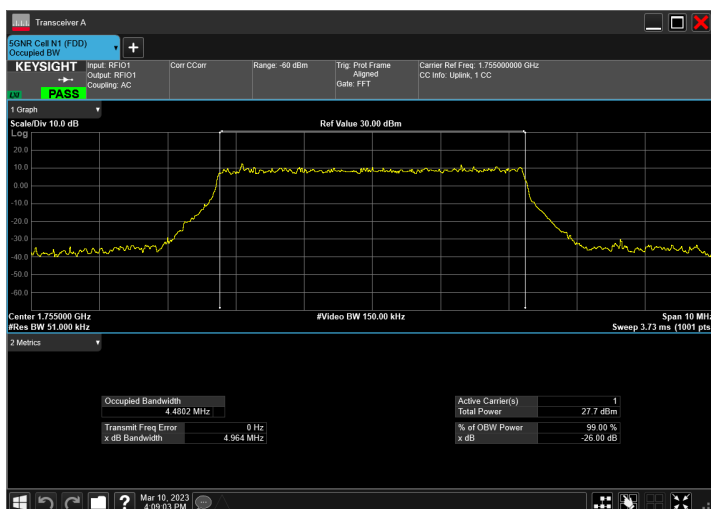 Transceiver A
5GNR Cell N1 (FDD)
Occupied BW
KEYSIGHT
LXI
PASS
Input: RFIO1
Output: RFIO1
Coupling: AC
Corr CCorr
Range: -60 dBm
Trig: Prot Frame
Aligned
Gate: FFT
Carrier Ref Freq: 1.755000000 GHz
CC Info: Uplink, 1 CC
1 Graph
Scale/Div 10.0 dB
Ref Value 30.00 dBm
Log
20.0
10.0
0.00
-10.0
-20.0
-30.0
-40.0
-50.0
-60.0
Center 1.755000 GHz
#Video BW 150.00 kHz
Span 10 MHz
#Res BW 51.000 kHz
Sweep 3.73 ms (1001 pts
2 Metrics
Occupied Bandwidth
4.4802 MHz
Transmit Freq Error 0 Hz
x dB Bandwidth 4.964 MHz
Active Carrier(s) 1
Total Power 27.7 dBm
% of OBW Power 99.00 %
x dB -26.00 dB
?
Mar 10, 2023
4:09:03 PM